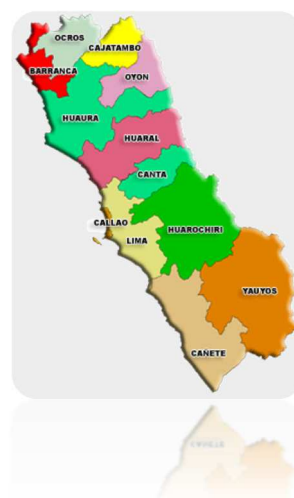 OCROS
CAJATAMBO
BARRANCA
OYON
HUAURA
HUARAL
CANTA
CALLAO
HUAROCHIRI
LIMA
YAUYOS
CAÑETE